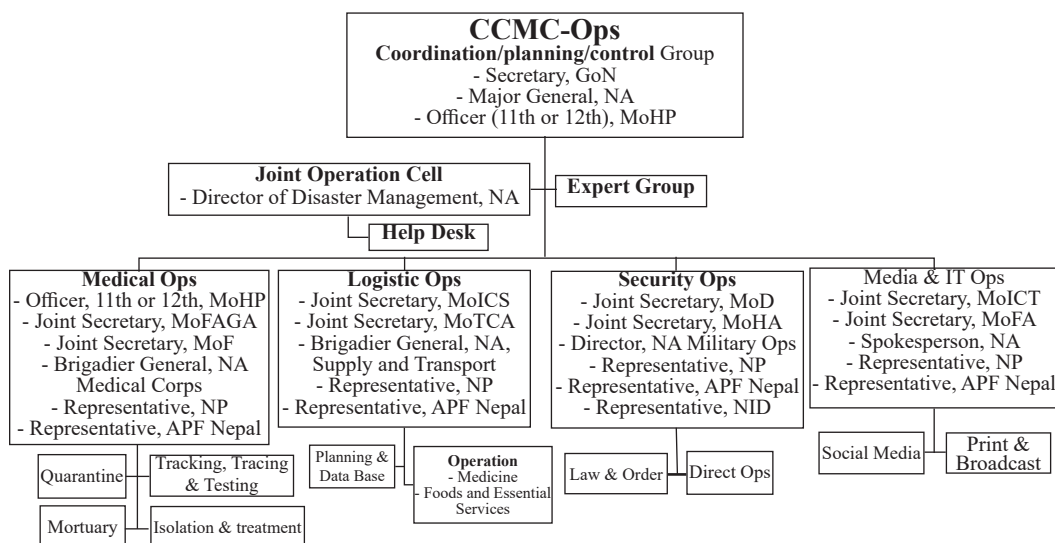 CCMC-Ops
Coordination/planning/control Group
- Secretary, GoN
- Major General, NA
- Officer (11th or 12th), MoHP
Joint Operation Cell
- Director of Disaster Management, NA
Expert Group
Help Desk
Medical Ops
- Officer, 11th or 12th, MoHP
- Joint Secretary, MoFAGA
- Joint Secretary, MoF
- Brigadier General, NA
Medical Corps
- Representative, NP
- Representative, APF Nepal
Logistic Ops
- Joint Secretary, MoICS
- Joint Secretary, MoTCA
- Brigadier General, NA,
Supply and Transport
- Representative, NP
- Representative, APF Nepal
Security Ops
- Joint Secretary, MoD
- Joint Secretary, MoHA
- Director, NA Military Ops
- Representative, NP
- Representative, APF Nepal
- Representative, NID
Media & IT Ops
- Joint Secretary, MoICT
- Joint Secretary, MoFA
- Spokesperson, NA
- Representative, NP
- Representative, APF Nepal
Quarantine
Tracking, Tracing
& Testing
Mortuary
Isolation & treatment
Planning &
Data Base
Operation
- Medicine
- Foods and Essential
Services
Law & Order
Direct Ops
Social Media
Print &
Broadcast